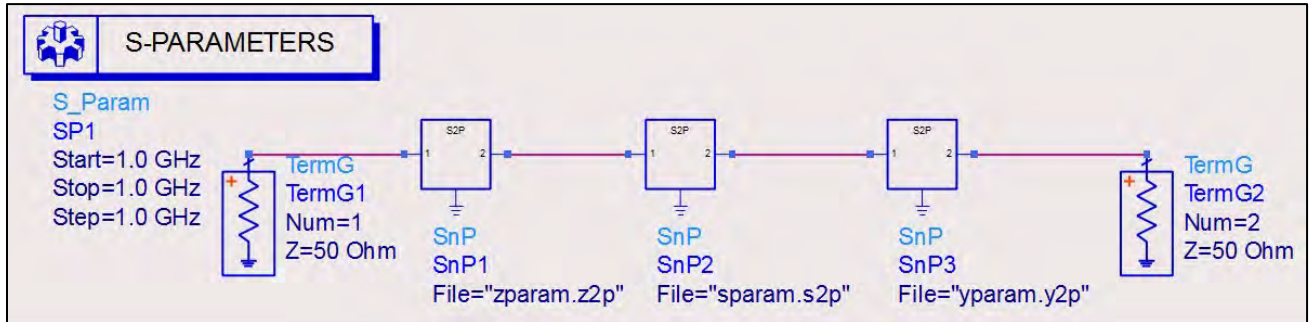 S-PARAMETERS
S_Param
SP1
Start=1.0 GHz
Stop=1.0 GHz
Step=1.0 GHz
+
TermG
TermG1
Num=1
Z=50 Ohm
S2P
1 2
SnP
SnP1
File="zparam.z2p"
S2P
1 2
SnP
SnP2
File="sparam.s2p"
S2P
1 2
SnP
SnP3
File="yparam.y2p"
+
TermG
TermG2
Num=2
Z=50 Ohm